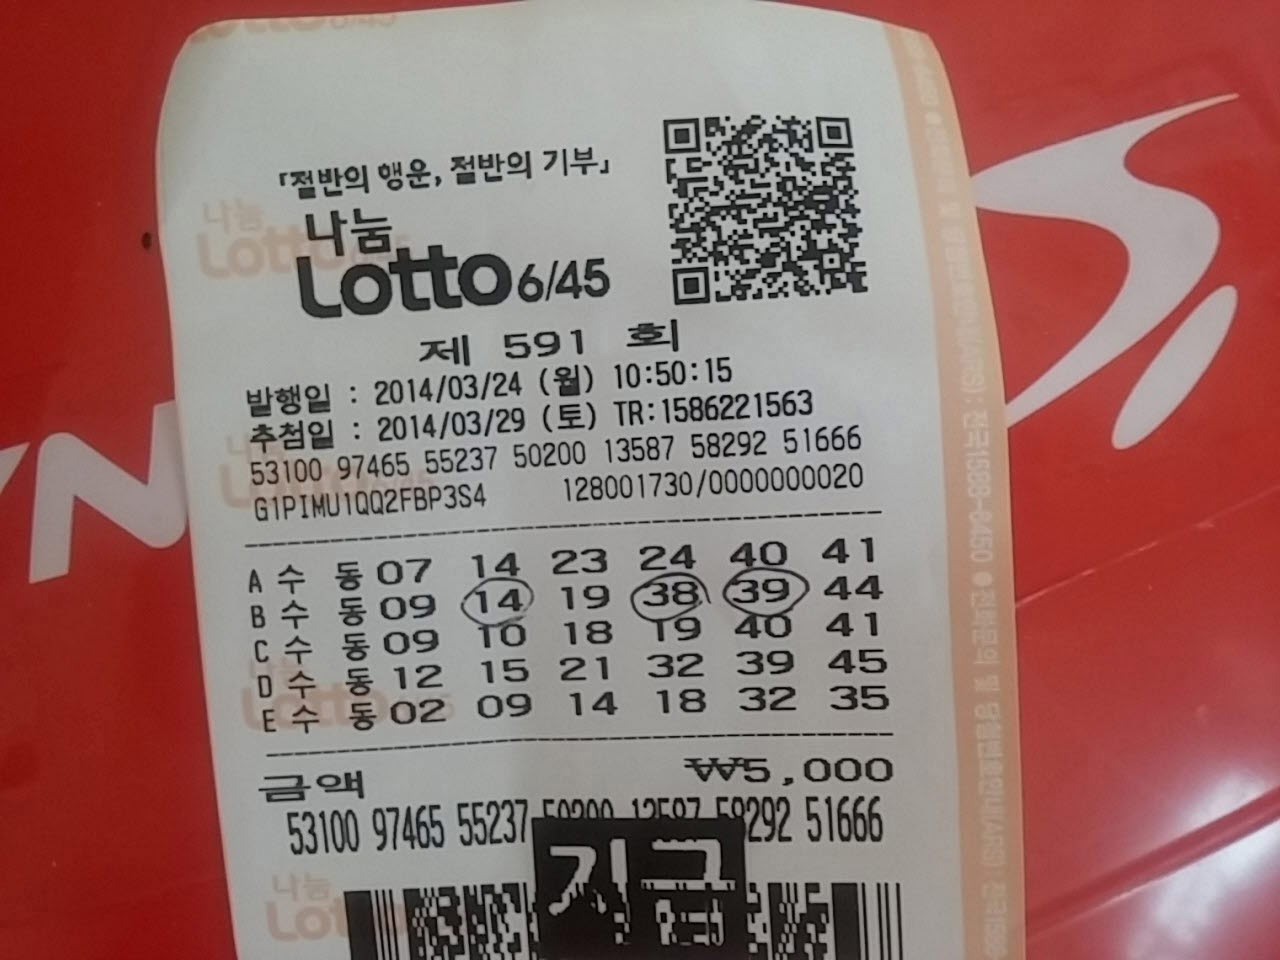 「절반의 행운, 절반의 기부」
나눔
Lotto 6/45
제 591 회
발행일 : 2014/03/24 (월) 10:50:15
추첨일 : 2014/03/29 (토) TR:1586221563
53100 97465 55237 50200 13587 58292 51666
G1PIMU1QQ2FBP3S4 128001730/0000000020
A 수 동 07 14 23 24 40 41
B 수 동 09 14 19 38 39 44
C 수 동 09 10 18 19 40 41
D 수 동 12 15 21 32 39 45
E 수 동 02 09 14 18 32 35
금액 ₩5,000
53100 97465 55237 50200 13587 58292 51666
지급